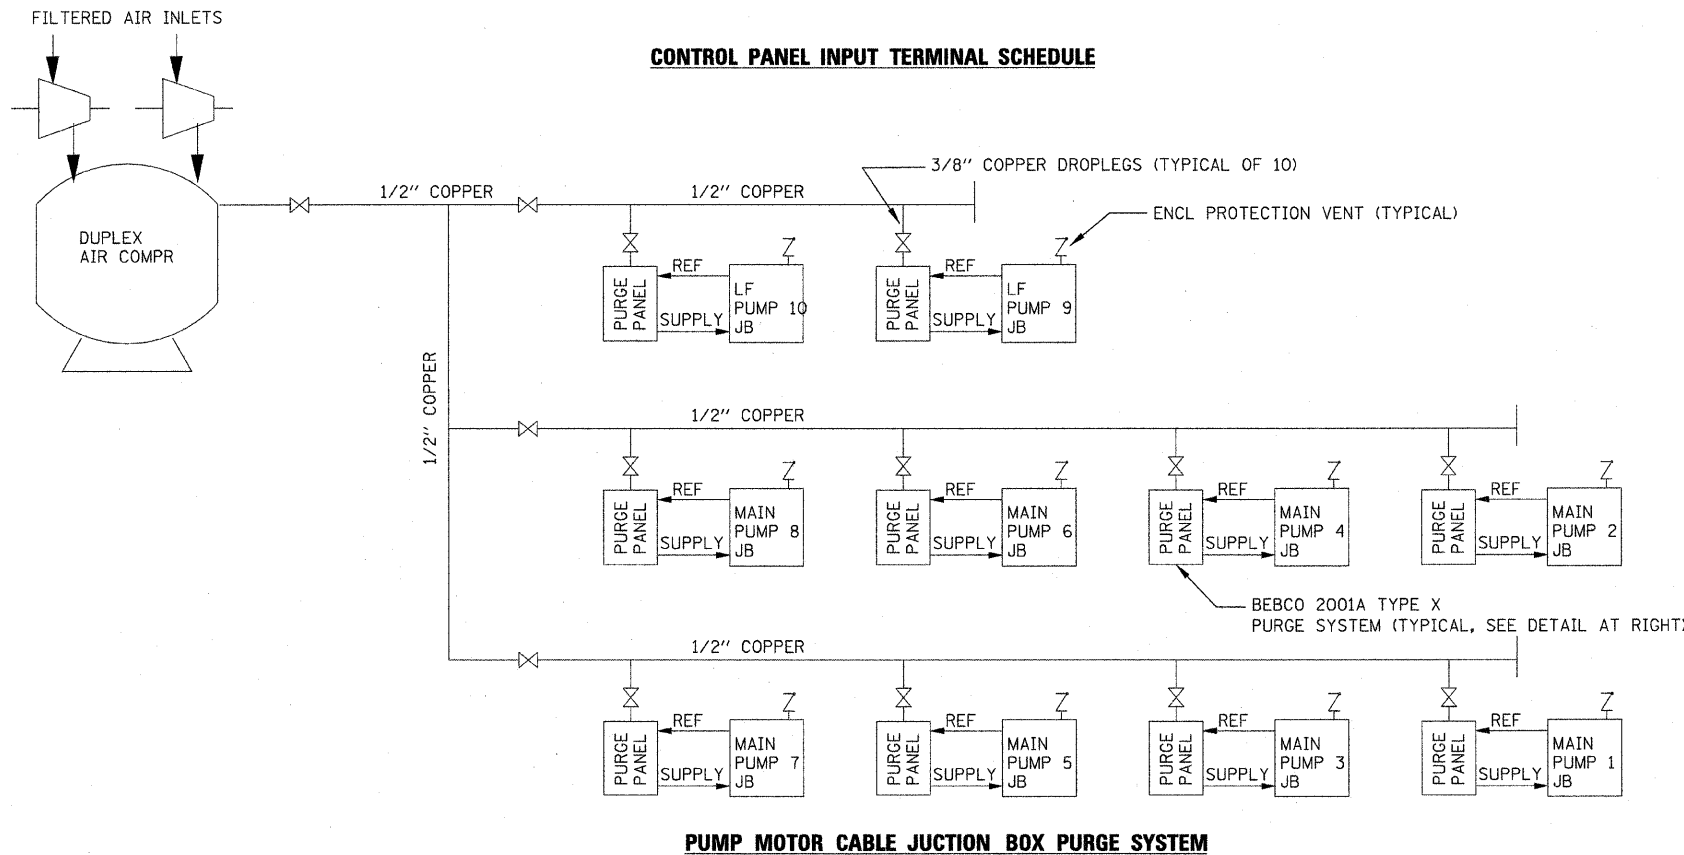 FILTERED AIR INLETS
CONTROL PANEL INPUT TERMINAL SCHEDULE
3/8" COPPER DROPLEGS (TYPICAL OF 10)
1/2" COPPER
1/2" COPPER
ENCL PROTECTION VENT (TYPICAL)
DUPLEX
AIR COMPR
PURGE
PANEL
REF
SUPPLY
LF
PUMP 10
JB
PURGE
PANEL
REF
SUPPLY
LF
PUMP 9
JB
1/2" COPPER
1/2" COPPER
PURGE
PANEL
REF
SUPPLY
MAIN
PUMP 8
JB
PURGE
PANEL
REF
SUPPLY
MAIN
PUMP 6
JB
PURGE
PANEL
REF
SUPPLY
MAIN
PUMP 4
JB
PURGE
PANEL
REF
SUPPLY
MAIN
PUMP 2
JB
BEBCO 2001A TYPE X
PURGE SYSTEM (TYPICAL, SEE DETAIL AT RIGHT)
1/2" COPPER
PURGE
PANEL
REF
SUPPLY
MAIN
PUMP 7
JB
PURGE
PANEL
REF
SUPPLY
MAIN
PUMP 5
JB
PURGE
PANEL
REF
SUPPLY
MAIN
PUMP 3
JB
PURGE
PANEL
REF
SUPPLY
MAIN
PUMP 1
JB
PUMP MOTOR CABLE JUCTION BOX PURGE SYSTEM